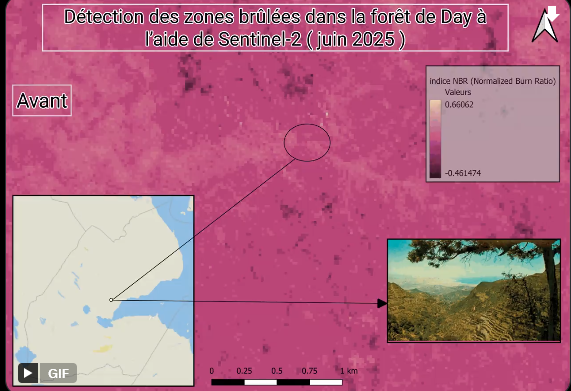 Détection des zones brûlées dans la forêt de Day à
l'aide de Sentinel-2 ( juin 2025 )
Avant
indice NBR (Normalized Burn Ratio)
Valeurs
0.66062
-0.461474
GIF
0 0.25 0.5 0.75 1 km